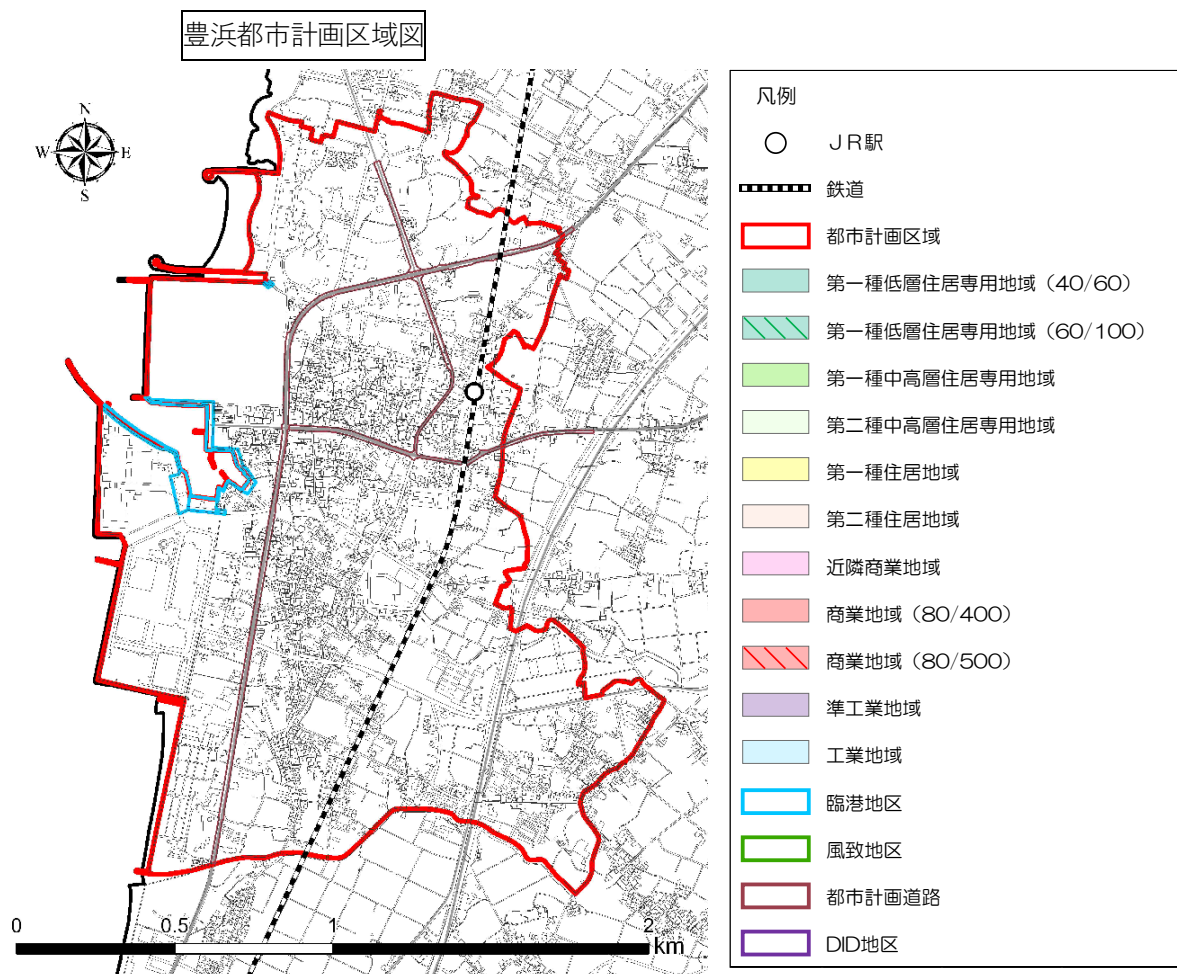 豊浜都市計画区域図
N
W
E
S
凡例
ＪＲ駅
鉄道
都市計画区域
第一種低層住居専用地域（40/60）
第一種低層住居専用地域（60/100）
第一種中高層住居専用地域
第二種中高層住居専用地域
第一種住居地域
第二種住居地域
近隣商業地域
商業地域（80/400）
商業地域（80/500）
準工業地域
工業地域
臨港地区
風致地区
都市計画道路
DID地区
0 0.5 1 2
km